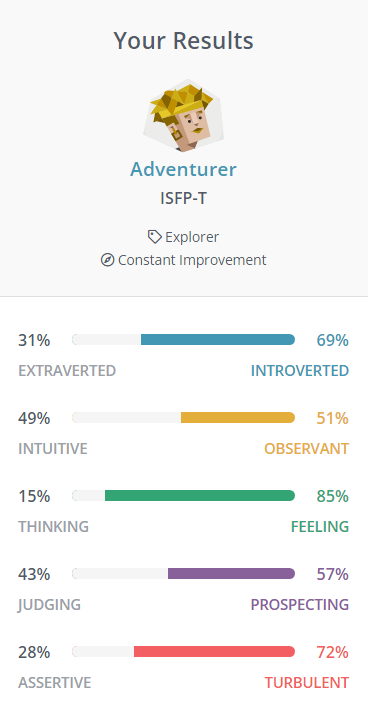 Your Results
Adventurer
ISFP-T
Explorer
Constant Improvement
31% 69%
EXTRAVERTED INTROVERTED
49% 51%
INTUITIVE OBSERVANT
15% 85%
THINKING FEELING
43% 57%
JUDGING PROSPECTING
28% 72%
ASSERTIVE TURBULENT